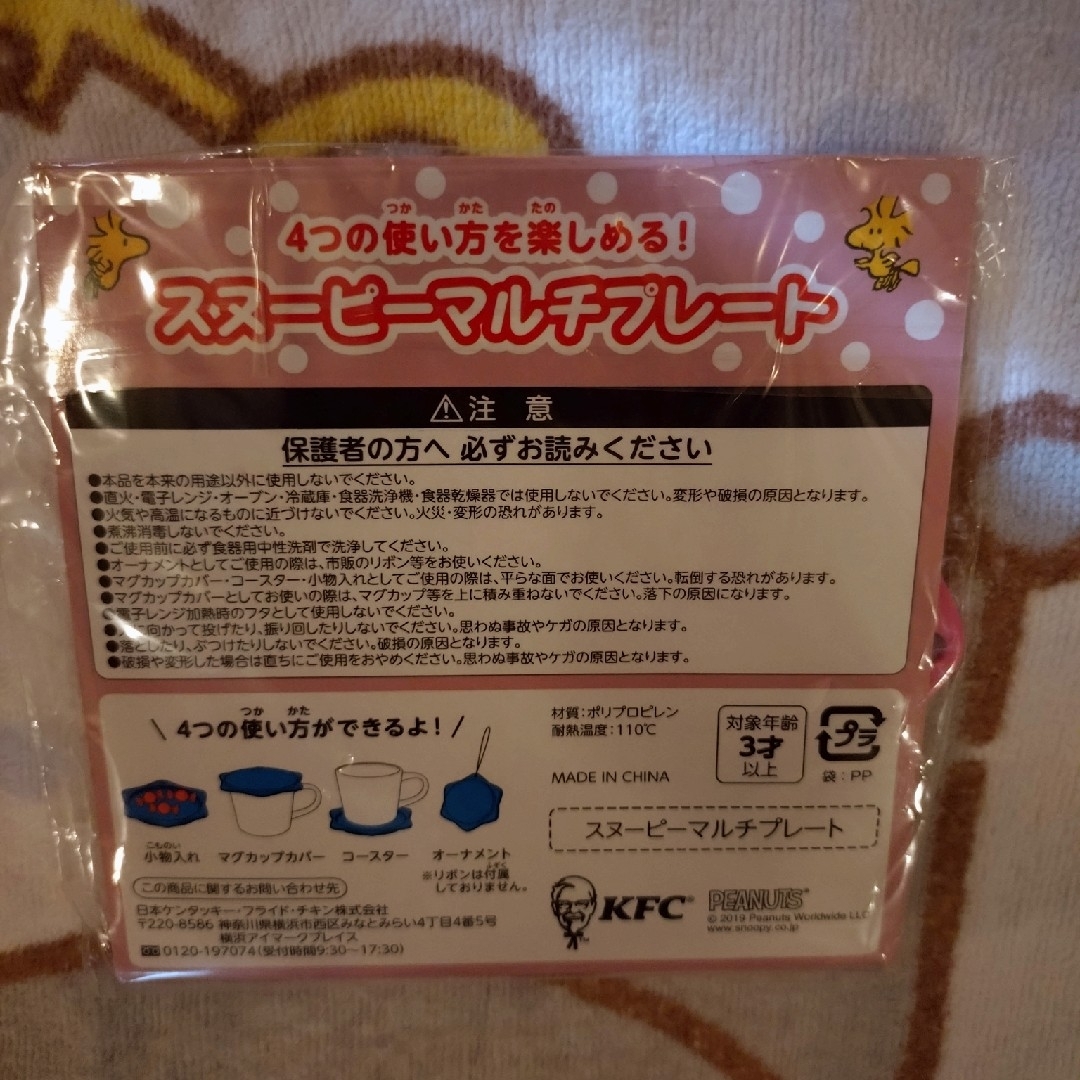 4つの使い方を楽しめる!
つか かた たの
スヌーピーマルチプレート
⚠注 意
保護者の方へ 必ずお読みください
●本品を本来の用途以外に使用しないでください。
●直火・電子レンジ・オーブン・冷蔵庫・食器洗浄機・食器乾燥器では使用しないでください。変形や破損の原因となります。
●火気や高温になるものに近づけないでください。火災・変形の恐れがあります。
●煮沸消毒しないでください。
●ご使用前に必ず食器用中性洗剤で洗浄してください。
●オーナメントとしてご使用の際は、市販のリボン等をお使いください。
●マグカップカバー・コースター・小物入れとしてご使用の際は、平らな面でお使いください。転倒する恐れがあります。
●マグカップカバーとしてお使いの際は、マグカップ等を上に積み重ねないでください。落下の原因になります。
●電子レンジ加熱時のフタとして使用しないでください。
●人に向かって投げたり、振り回したりしないでください。思わぬ事故やケガの原因となります。
●落としたり、ぶつけたりしないでください。破損の原因となります。
●破損や変形した場合は直ちにご使用をおやめください。思わぬ事故やケガの原因となります。
つか かた
\ 4つの使い方ができるよ! /
こものい
小物入れ マグカップカバー コースター オーナメント
※リボンは付属
ふぞく
しておりません。
この商品に関するお問い合わせ先
日本ケンタッキー・フライド・チキン株式会社
〒220-8586 神奈川県横浜市西区みなとみらい4丁目4番5号
横浜アイマークプレイス
0120-197074(受付時間9:30〜17:30)
材質:ポリプロピレン
耐熱温度:110℃
MADE IN CHINA
対象年齢
3才
以上
プラ
袋:PP
スヌーピーマルチプレート
KFC®
PEANUTS®
© 2019 Peanuts Worldwide LLC
www.snoopy.co.jp